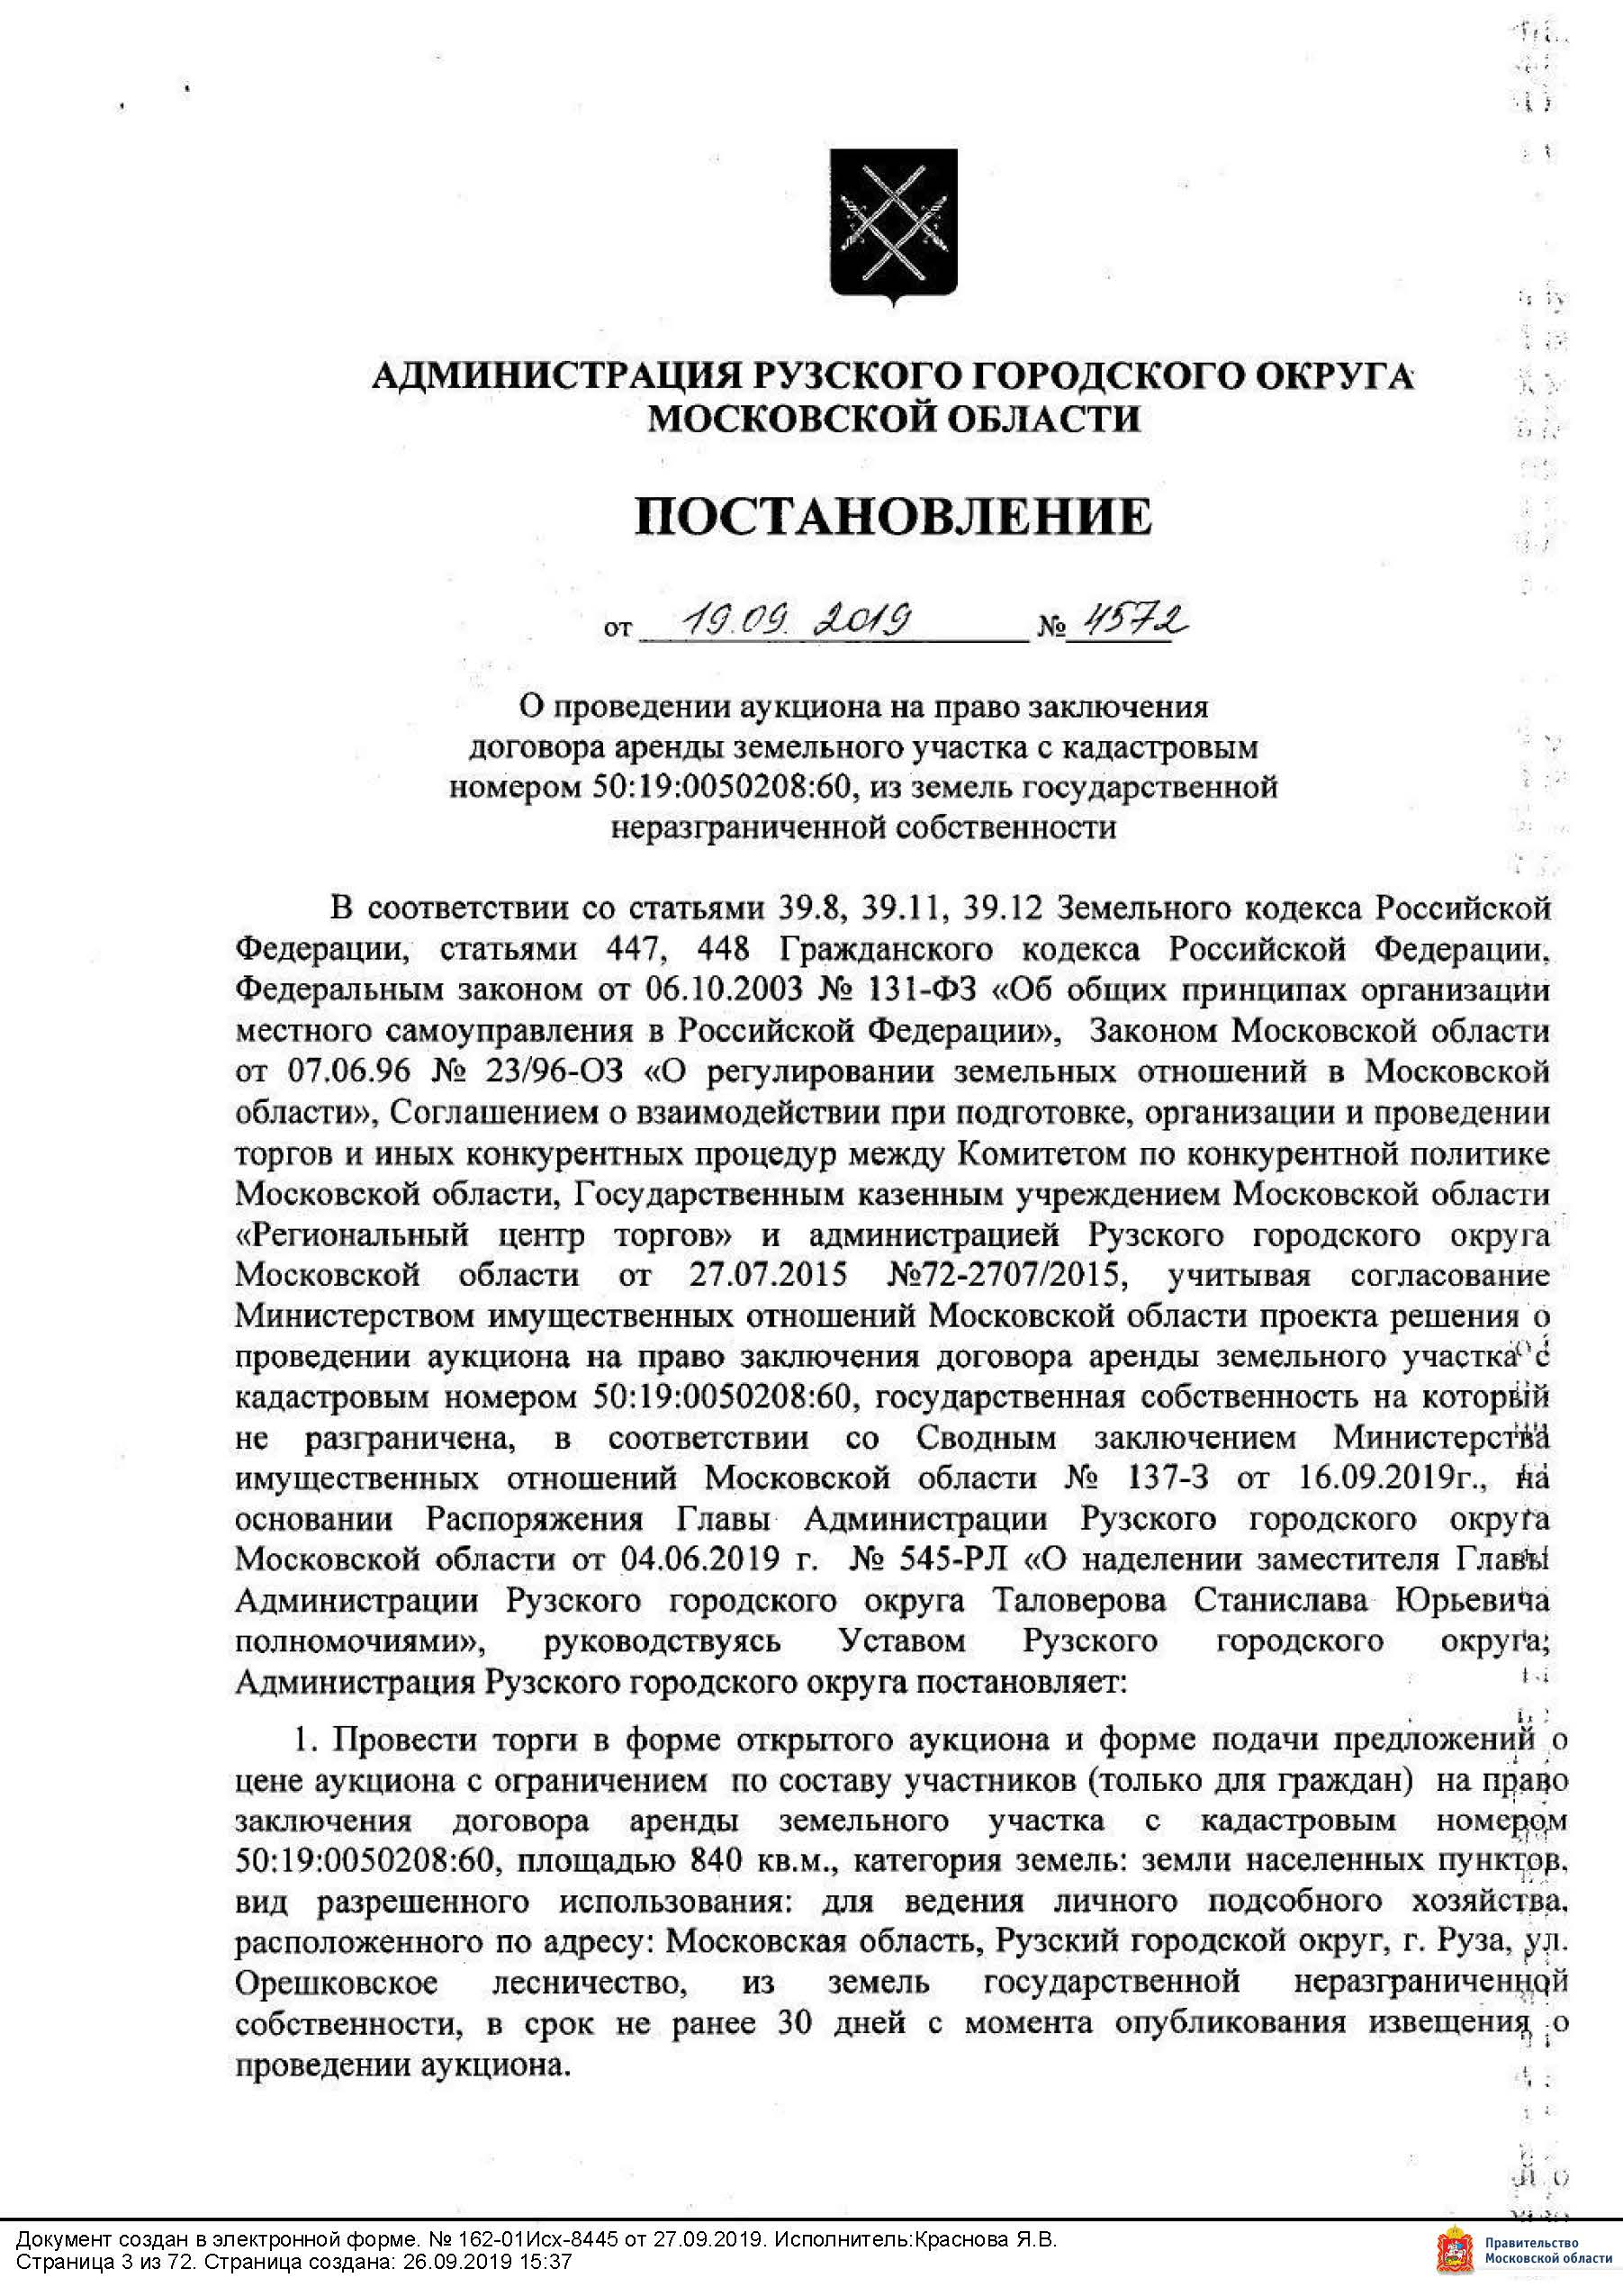 АДМИНИСТРАЦИЯ РУЗСКОГО ГОРОДСКОГО ОКРУГА
МОСКОВСКОЙ ОБЛАСТИ
ПОСТАНОВЛЕНИЕ
от 19.09. 2019 № 4572
О проведении аукциона на право заключения
договора аренды земельного участка с кадастровым
номером 50:19:0050208:60, из земель государственной
неразграниченной собственности
В соответствии со статьями 39.8, 39.11, 39.12 Земельного кодекса Российской
Федерации, статьями 447, 448 Гражданского кодекса Российской Федерации,
Федеральным законом от 06.10.2003 № 131-ФЗ «Об общих принципах организации
местного самоуправления в Российской Федерации», Законом Московской области
от 07.06.96 № 23/96-ОЗ «О регулировании земельных отношений в Московской
области», Соглашением о взаимодействии при подготовке, организации и проведении
торгов и иных конкурентных процедур между Комитетом по конкурентной политике
Московской области, Государственным казенным учреждением Московской области
«Региональный центр торгов» и администрацией Рузского городского округа
Московской области от 27.07.2015 №72-2707/2015, учитывая согласование
Министерством имущественных отношений Московской области проекта решения о
проведении аукциона на право заключения договора аренды земельного участка с
кадастровым номером 50:19:0050208:60, государственная собственность на который
не разграничена, в соответствии со Сводным заключением Министерства
имущественных отношений Московской области № 137-З от 16.09.2019г., на
основании Распоряжения Главы Администрации Рузского городского округа
Московской области от 04.06.2019 г. № 545-РЛ «О наделении заместителя Главы
Администрации Рузского городского округа Таловерова Станислава Юрьевича
полномочиями», руководствуясь Уставом Рузского городского округа;
Администрация Рузского городского округа постановляет:
1. Провести торги в форме открытого аукциона и форме подачи предложений о
цене аукциона с ограничением по составу участников (только для граждан) на право
заключения договора аренды земельного участка с кадастровым номером
50:19:0050208:60, площадью 840 кв.м., категория земель: земли населенных пунктов,
вид разрешенного использования: для ведения личного подсобного хозяйства,
расположенного по адресу: Московская область, Рузский городской округ, г. Руза, ул.
Орешковское лесничество, из земель государственной неразграниченной
собственности, в срок не ранее 30 дней с момента опубликования извещения о
проведении аукциона.
Документ создан в электронной форме. № 162-01Исх-8445 от 27.09.2019. Исполнитель:Краснова Я.В.
Страница 3 из 72. Страница создана: 26.09.2019 15:37
Правительство
Московской области